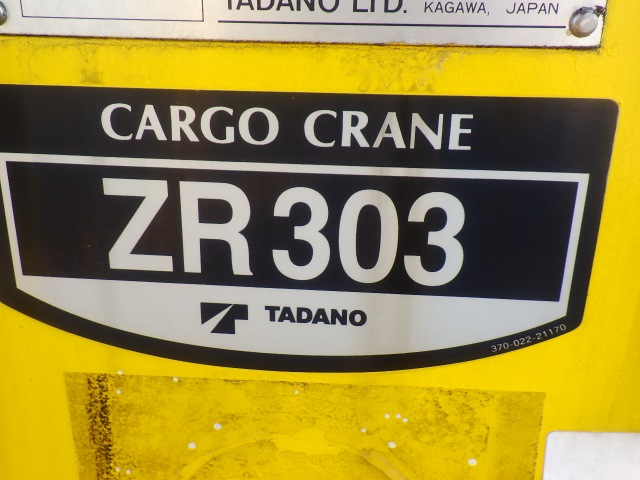 TADANO LTD. KAGAWA, JAPAN
CARGO CRANE
ZR303
TADANO
370-022-21170